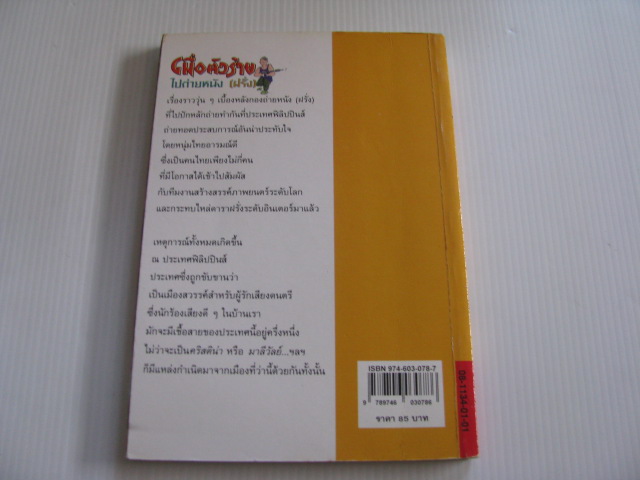 เมื่อตัวร้าย
ไปถ่ายหนัง (ฝรั่ง)
เรื่องราววุ่น ๆ เบื้องหลังกองถ่ายหนัง (ฝรั่ง)
ที่ไปปักหลักถ่ายทำกันที่ประเทศฟิลิปปินส์
ถ่ายทอดประสบการณ์อันน่าประทับใจ
โดยหนุ่มไทยอารมณ์ดี
ซึ่งเป็นคนไทยเพียงไม่กี่คน
ที่มีโอกาสได้เข้าไปสัมผัส
กับทีมงานสร้างสรรค์ภาพยนตร์ระดับโลก
และกระทบไหล่ดาราฝรั่งระดับอินเตอร์มาแล้ว
เหตุการณ์ทั้งหมดเกิดขึ้น
ณ ประเทศฟิลิปปินส์
ประเทศซึ่งถูกขับขานว่า
เป็นเมืองสวรรค์สำหรับผู้รักเสียงดนตรี
ซึ่งนักร้องเสียงดี ๆ ในบ้านเรา
มักจะมีเชื้อสายของประเทศนี้อยู่ครึ่งหนึ่ง
ไม่ว่าจะเป็นคริสติน่า หรือ มาลีวัลย์...ฯลฯ
ก็มีแหล่งกำเนิดมาจากเมืองที่ว่านี้ด้วยกันทั้งนั้น
ISBN 974-603-078-7
9 789746 030786
ราคา 85 บาท
05-1134-01-01